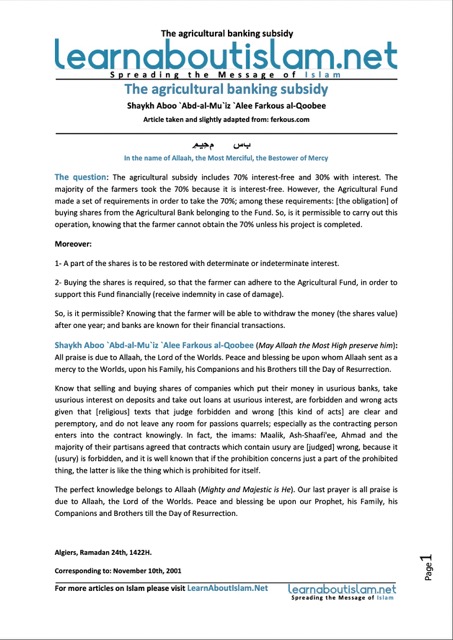 The agricultural banking subsidy
learnaboutislam.net
Spreading the Message of Islam
The agricultural banking subsidy
Shaykh Aboo `Abd-al-Mu`iz `Alee Farkous al-Qoobee
Article taken and slightly adapted from: ferkous.com
In the name of Allaah, the Most Merciful, the Bestower of Mercy
The question: The agricultural subsidy includes 70% interest-free and 30% with interest. The
majority of the farmers took the 70% because it is interest-free. However, the Agricultural Fund
made a set of requirements in order to take the 70%; among these requirements: [the obligation] of
buying shares from the Agricultural Bank belonging to the Fund. So, is it permissible to carry out this
operation, knowing that the farmer cannot obtain the 70% unless his project is completed.
Moreover:
1- A part of the shares is to be restored with determinate or indeterminate interest.
2- Buying the shares is required, so that the farmer can adhere to the Agricultural Fund, in order to
support this Fund financially (receive indemnity in case of damage).
So, is it permissible? Knowing that the farmer will be able to withdraw the money (the shares value)
after one year; and banks are known for their financial transactions.
Shaykh Aboo `Abd-al-Mu`iz `Alee Farkous al-Qoobee (May Allaah the Most High preserve him):
All praise is due to Allaah, the Lord of the Worlds. Peace and blessing be upon whom Allaah sent as a
mercy to the Worlds, upon his Family, his Companions and his Brothers till the Day of Resurrection.
Know that selling and buying shares of companies which put their money in usurious banks, take
usurious interest on deposits and take out loans at usurious interest, are forbidden and wrong acts
given that [religious] texts that judge forbidden and wrong [this kind of acts] are clear and
peremptory, and do not leave any room for passions quarrels; especially as the contracting person
enters into the contract knowingly. In fact, the imams: Maalik, Ash-Shaafi'ee, Ahmad and the
majority of their partisans agreed that contracts which contain usury are [judged] wrong, because it
(usury) is forbidden, and it is well known that if the prohibition concerns just a part of the prohibited
thing, the latter is like the thing which is prohibited for itself.
The perfect knowledge belongs to Allaah (Mighty and Majestic is He). Our last prayer is all praise is
due to Allaah, the Lord of the Worlds. Peace and blessing be upon our Prophet, his Family, his
Companions and Brothers till the Day of Resurrection.
Algiers, Ramadan 24th, 1422H.
Corresponding to: November 10th, 2001
Page 1
For more articles on Islam please visit LearnAboutIslam.Net
learnaboutislam.net
Spreading the Message of Islam